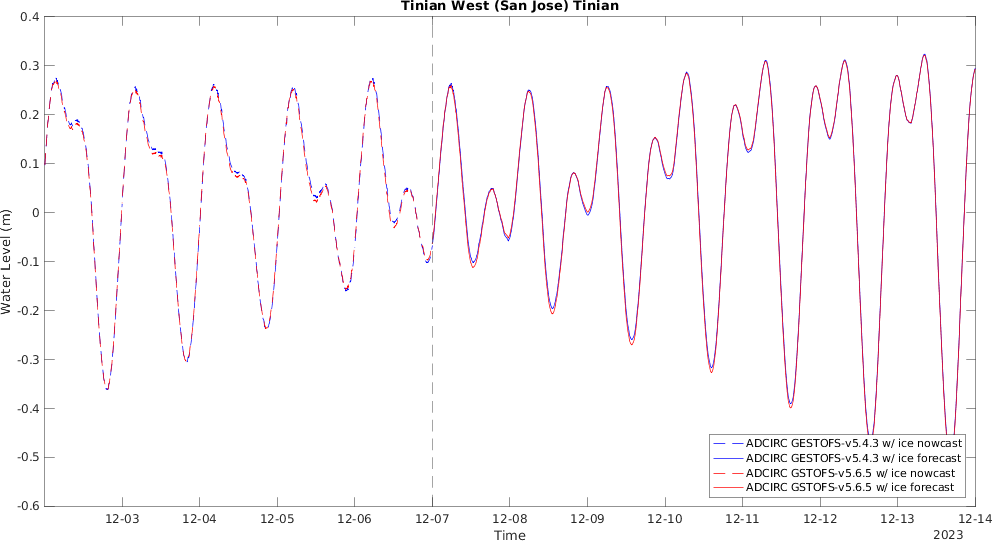 Tinian West (San Jose) Tinian
0.4
0.3
0.2
0.1
0
-0.1
-0.2
-0.3
-0.4
-0.5
-0.6
Water Level (m)
ADCIRC GESTOFS-v5.4.3 w/ ice nowcast
ADCIRC GESTOFS-v5.4.3 w/ ice forecast
ADCIRC GSTOFS-v5.6.5 w/ ice nowcast
ADCIRC GSTOFS-v5.6.5 w/ ice forecast
12-03 12-04 12-05 12-06 12-07 12-08 12-09 12-10 12-11 12-12 12-13 12-14
Time
2023